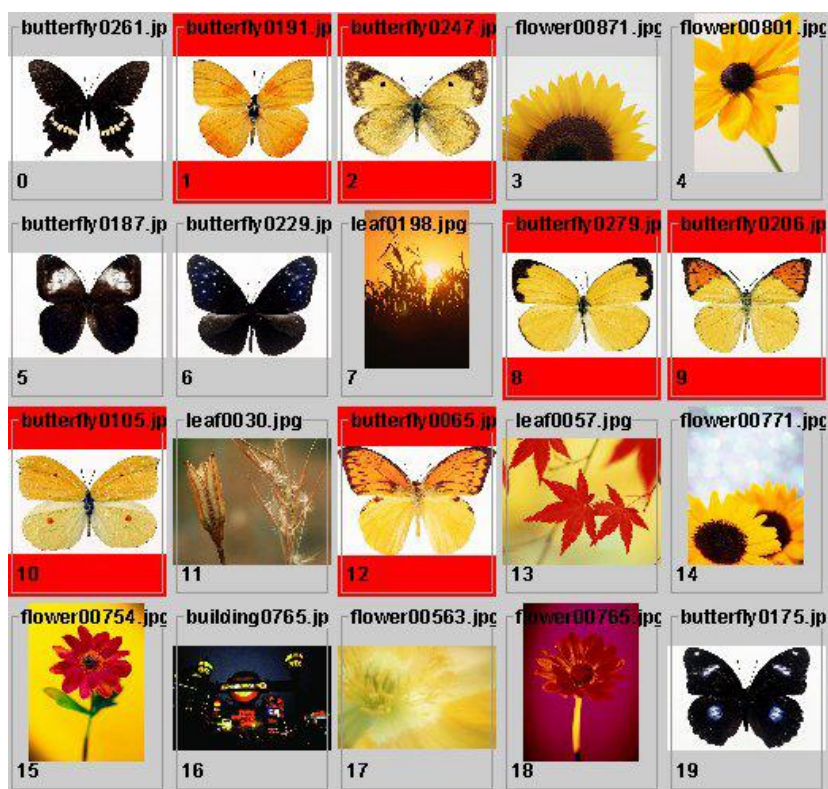 butterfly0261.jp butterfly0191.jp butterfly0247.jp flower00871.jpg flower00801.jpg
0 1 2 3 4
butterfly0187.jp butterfly0229.jp leaf0198.jpg butterfly0279.jp butterfly0206.jp
5 6 7 8 9
butterfly0105.jp leaf0030.jpg butterfly0065.jp leaf0057.jpg flower00771.jpg
10 11 12 13 14
flower00754.jpg building0765.jp flower00563.jpg flower00765.jpg butterfly0175.jp
15 16 17 18 19